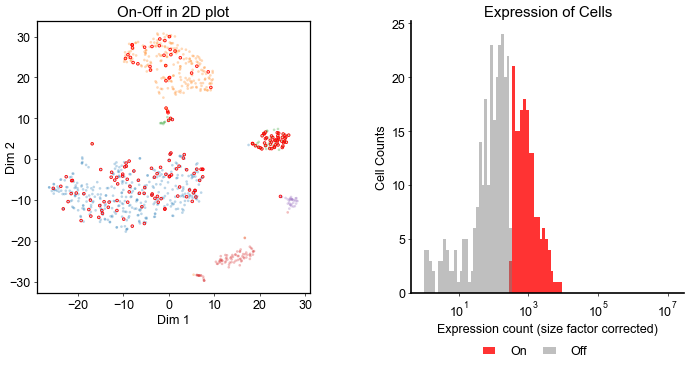 On-Off in 2D plot
Expression of Cells
Dim 2
30
20
10
0
−10
−20
−30
−20
−10
0
10
20
30
Dim 1
Cell Counts
25
20
15
10
5
0
10^1
10^3
10^5
10^7
Expression count (size factor corrected)
On
Off